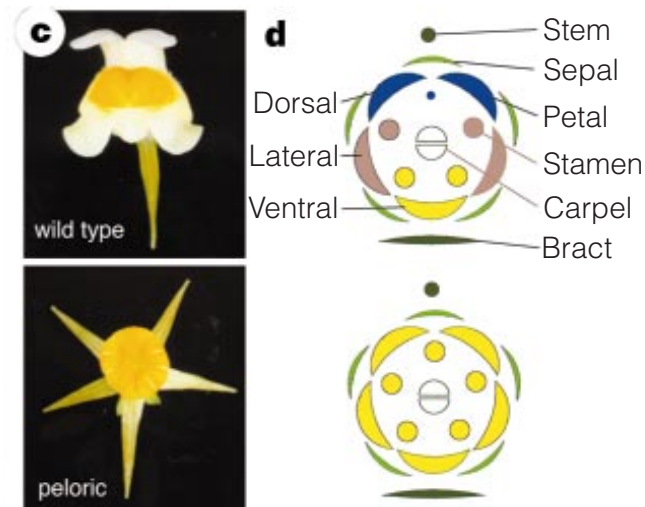 c
d
Stem
Sepal
Dorsal
Petal
Lateral
Stamen
Ventral
Carpel
Bract
wild type
peloric